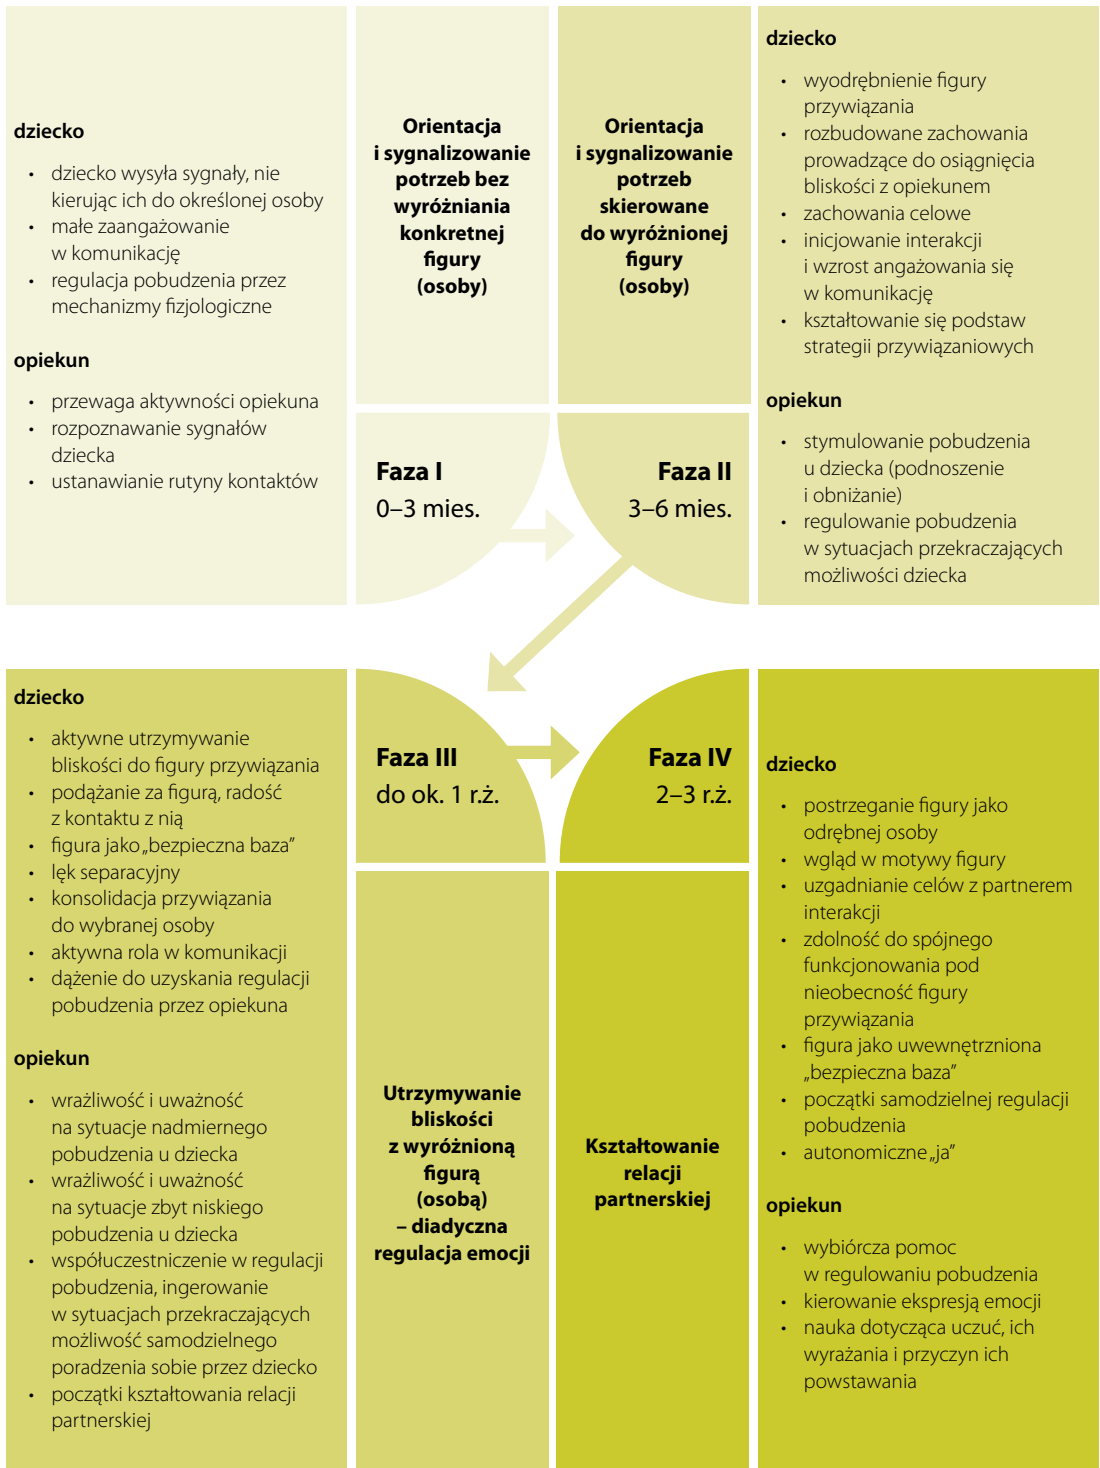 dziecko
• dziecko wysyła sygnały, nie
kierując ich do określonej osoby
• małe zaangażowanie
w komunikację
• regulacja pobudzenia przez
mechanizmy fizjologiczne
opiekun
• przewaga aktywności opiekuna
• rozpoznawanie sygnałów
dziecka
• ustanawianie rutyny kontaktów
Orientacja
i sygnalizowanie
potrzeb bez
wyróżniania
konkretnej
figury
(osoby)
Faza I
0–3 mies.
Orientacja
i sygnalizowanie
potrzeb
skierowane
do wyróżnionej
figury
(osoby)
Faza II
3–6 mies.
dziecko
• wyodrębnienie figury
przywiązania
• rozbudowane zachowania
prowadzące do osiągnięcia
bliskości z opiekunem
• zachowania celowe
• inicjowanie interakcji
i wzrost angażowania się
w komunikację
• kształtowanie się podstaw
strategii przywiązaniowych
opiekun
• stymulowanie pobudzenia
u dziecka (podnoszenie
i obniżanie)
• regulowanie pobudzenia
w sytuacjach przekraczających
możliwości dziecka
dziecko
• aktywne utrzymywanie
bliskości do figury przywiązania
• podążanie za figurą, radość
z kontaktu z nią
• figura jako „bezpieczna baza”
• lęk separacyjny
• konsolidacja przywiązania
do wybranej osoby
• aktywna rola w komunikacji
• dążenie do uzyskania regulacji
pobudzenia przez opiekuna
opiekun
• wrażliwość i uważność
na sytuacje nadmiernego
pobudzenia u dziecka
• wrażliwość i uważność
na sytuacje zbyt niskiego
pobudzenia u dziecka
• współuczestniczenie w regulacji
pobudzenia, ingerowanie
w sytuacjach przekraczających
możliwość samodzielnego
poradzenia sobie przez dziecko
• początki kształtowania relacji
partnerskiej
Faza III
do ok. 1 r.ż.
Utrzymywanie
bliskości
z wyróżnioną
figurą
(osobą)
– diadyczna
regulacja emocji
Faza IV
2–3 r.ż.
Kształtowanie
relacji
partnerskiej
dziecko
• postrzeganie figury jako
odrębnej osoby
• wgląd w motywy figury
• uzgadnianie celów z partnerem
interakcji
• zdolność do spójnego
funkcjonowania pod
nieobecność figury
przywiązania
• figura jako uwewnętrzniona
„bezpieczna baza”
• początki samodzielnej regulacji
pobudzenia
• autonomiczne „ja”
opiekun
• wybiórcza pomoc
w regulowaniu pobudzenia
• kierowanie ekspresją emocji
• nauka dotycząca uczuć, ich
wyrażania i przyczyn ich
powstawania